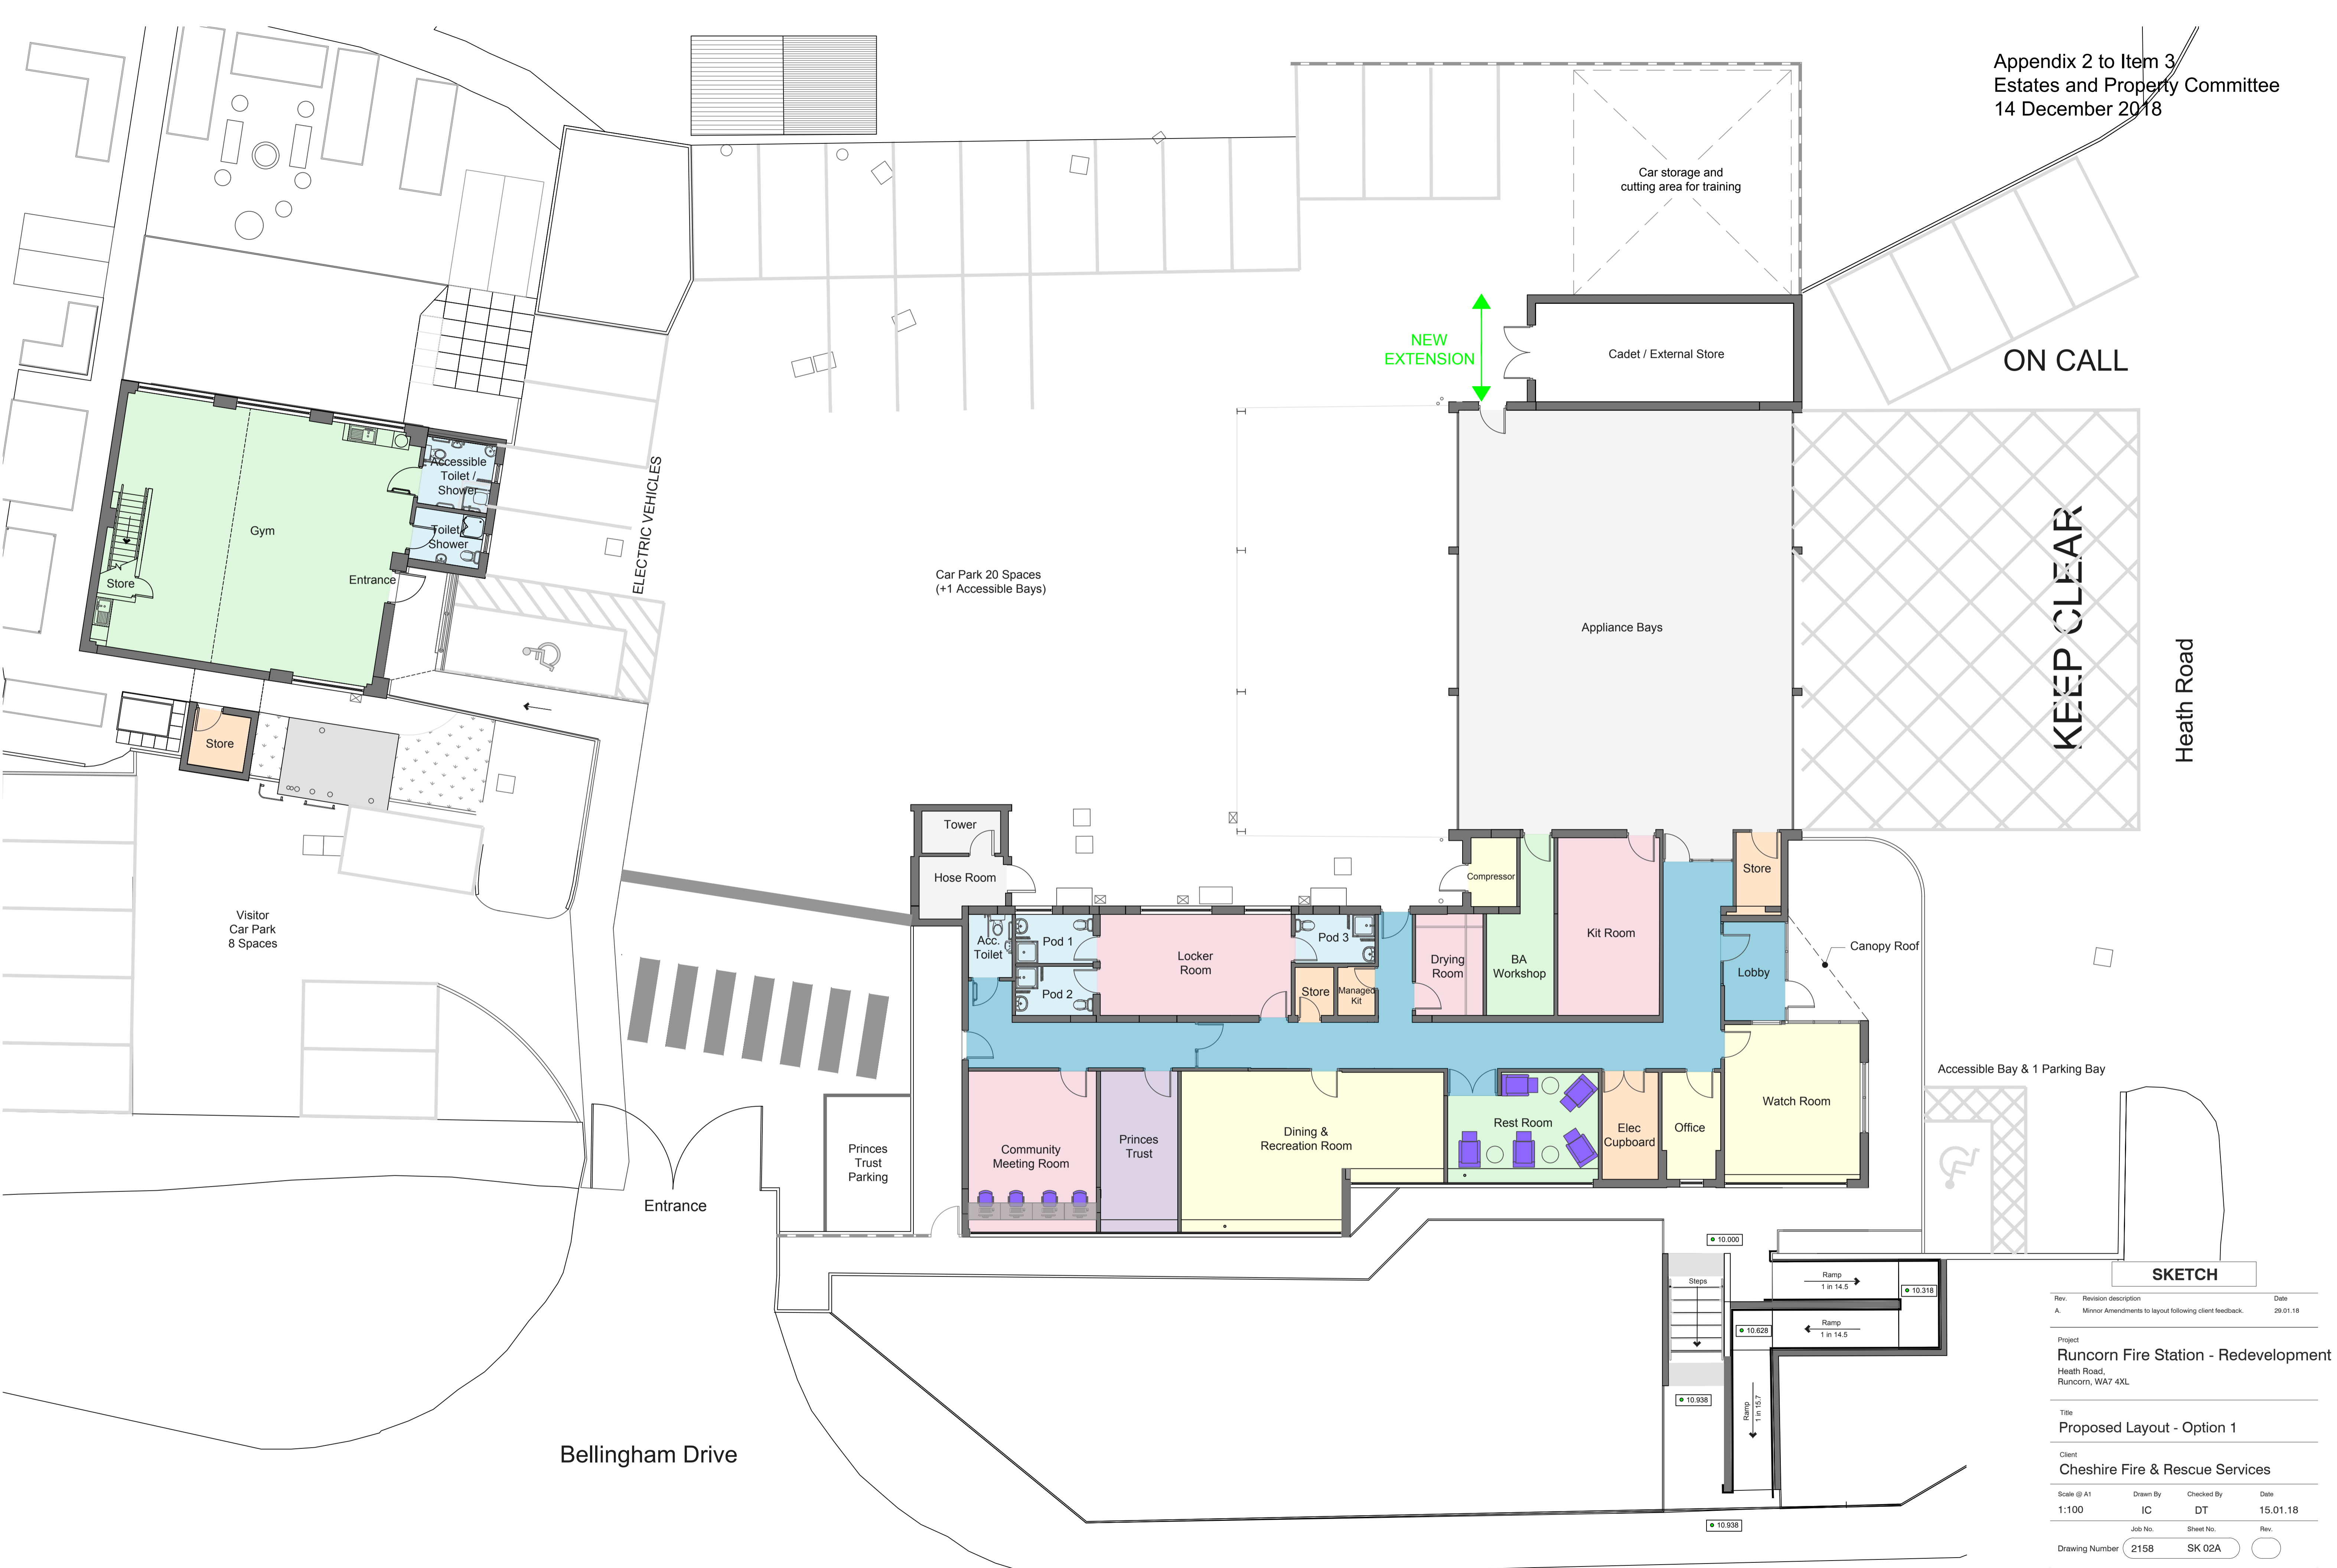 Appendix 2 to Item 3
Estates and Property Committee
14 December 2018
Car storage and
cutting area for training
NEW
EXTENSION
Cadet / External Store
ON CALL
Accessible
Toilet /
Shower
Toilet/
Shower
Gym
Store
Entrance
ELECTRIC VEHICLES
Car Park 20 Spaces
(+1 Accessible Bays)
Appliance Bays
KEEP CLEAR
Heath Road
Store
Tower
Hose Room
Visitor
Car Park
8 Spaces
Compressor
Store
Acc.
Toilet
Pod 1
Pod 2
Locker
Room
Pod 3
Store
Managed
Kit
Drying
Room
BA
Workshop
Kit Room
Lobby
Canopy Roof
Accessible Bay & 1 Parking Bay
Watch Room
Princes
Trust
Parking
Community
Meeting Room
Princes
Trust
Dining &
Recreation Room
Rest Room
Elec
Cupboard
Office
Entrance
10.000
Steps
Ramp
1 in 14.5
10.318
Ramp
1 in 14.5
10.628
10.938
Ramp
1 in 15.7
10.938
Bellingham Drive
SKETCH
Rev. Revision description Date
A. Minnor Amendments to layout following client feedback. 29.01.18
Project
Runcorn Fire Station - Redevelopment
Heath Road,
Runcorn, WA7 4XL
Title
Proposed Layout - Option 1
Client
Cheshire Fire & Rescue Services
Scale @ A1 Drawn By Checked By Date
1:100 IC DT 15.01.18
Job No. Sheet No. Rev.
Drawing Number 2158 SK 02A